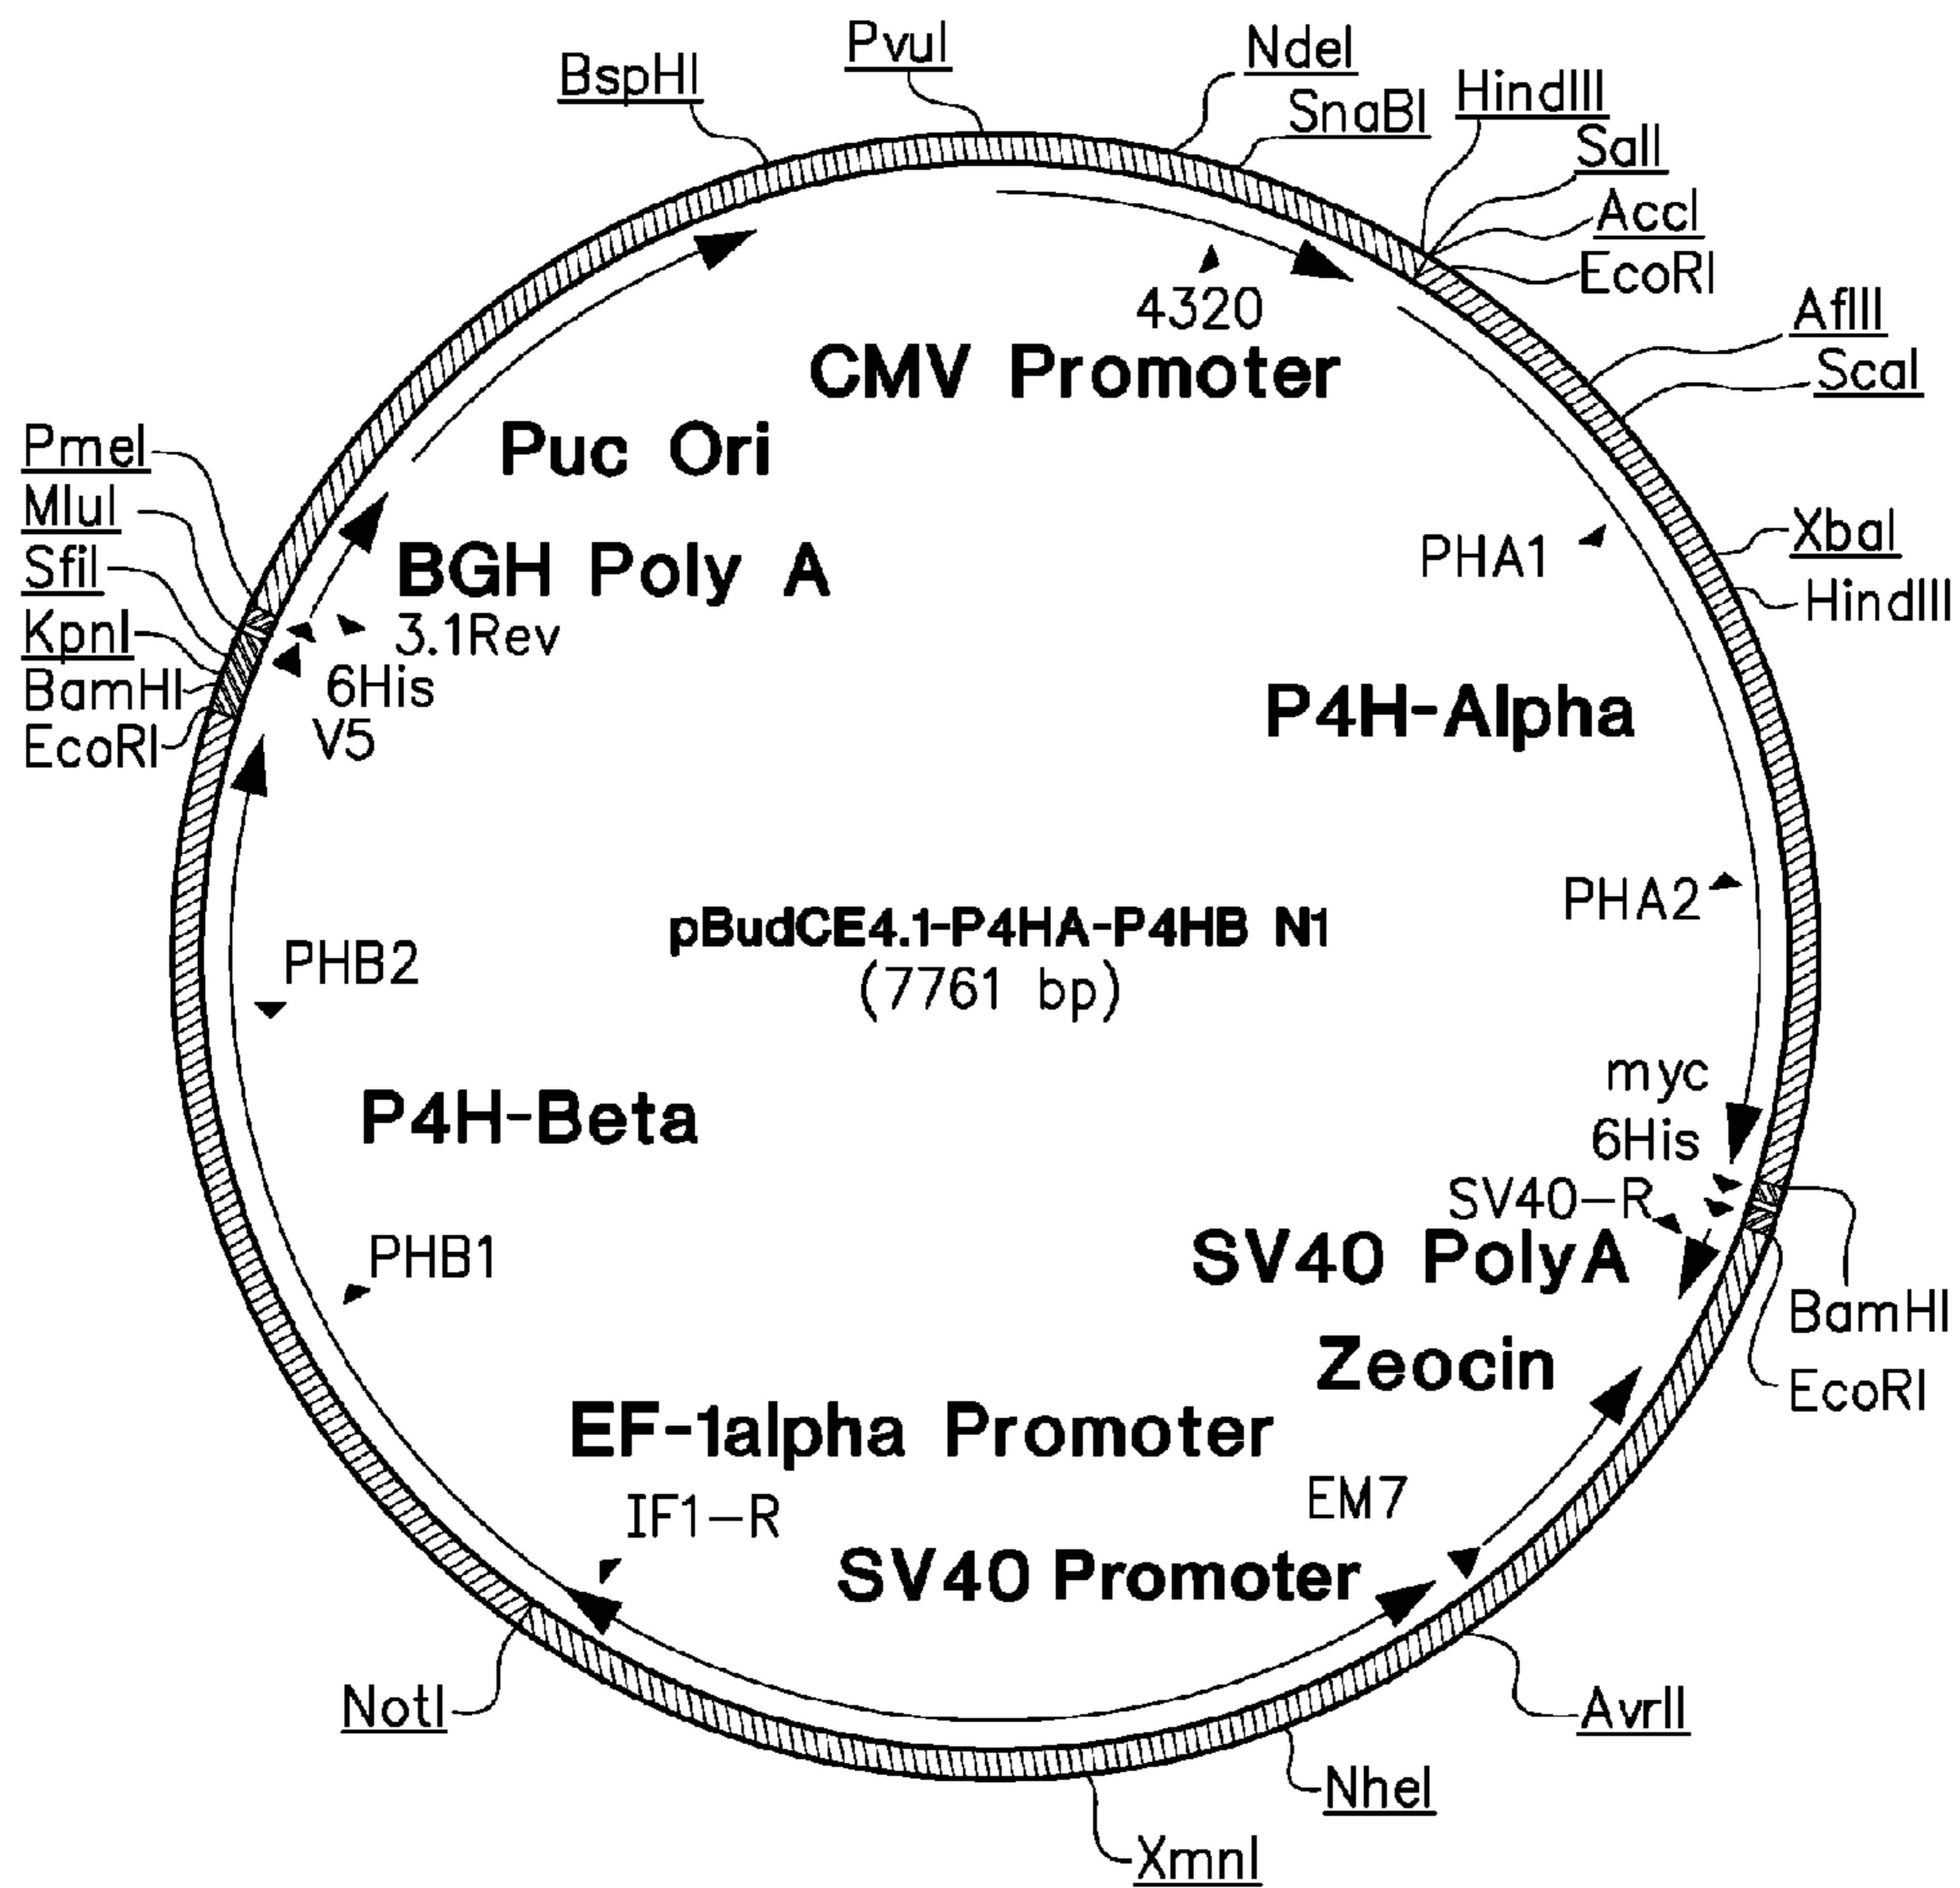 PvuI
NdeI
BspHI
HindIII
SnaBI
SalI
AccI
EcoRI
4320
AflII
CMV Promoter
ScaI
Puc Ori
PmeI
MluI
XbaI
PHA1
SfiI
BGH Poly A
HindIII
KpnI
3.1Rev
BamHI
6His
EcoRI
V5
P4H-Alpha
PHA2
pBudCE4.1-P4HA-P4HB N1
(7761 bp)
PHB2
myc
P4H-Beta
6His
SV40-R
PHB1
SV40 PolyA
BamHI
Zeocin
EcoRI
EF-1alpha Promoter
EM7
IF1-R
SV40 Promoter
NotI
AvrII
NheI
XmnI